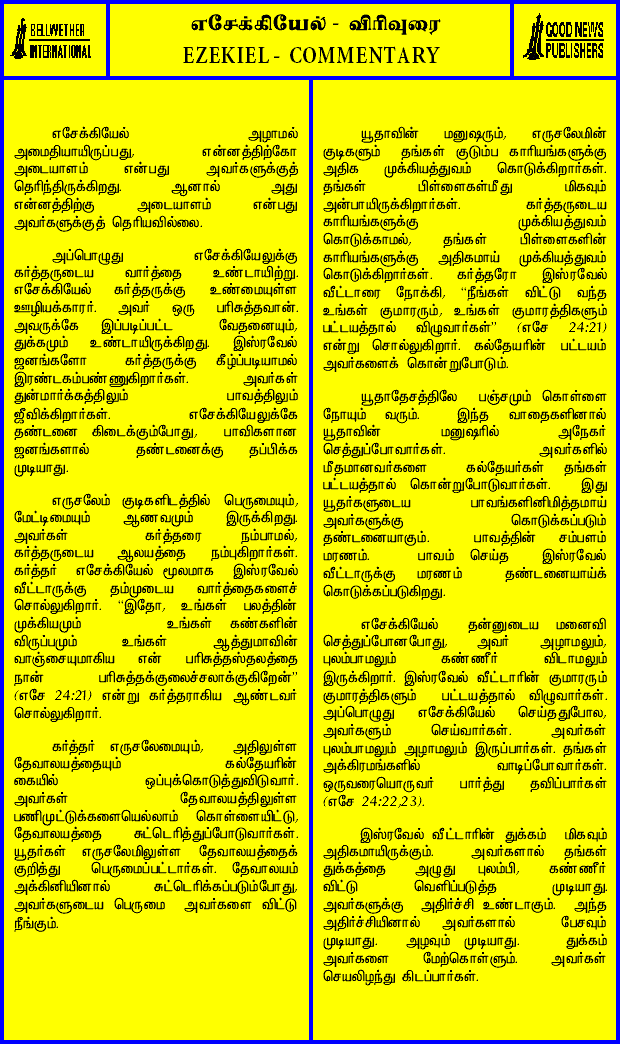 BELLWETHER
INTERNATIONAL
எசேக்கியேல் - விரிவுரை
EZEKIEL - COMMENTARY
GOOD NEWS
PUBLISHERS
எசேக்கியேல் அழாமல்
அமைதியாயிருப்பது, என்னத்திற்கோ
அடையாளம் என்பது அவர்களுக்குத்
தெரிந்திருக்கிறது. ஆனால் அது
என்னத்திற்கு அடையாளம் என்பது
அவர்களுக்குத் தெரியவில்லை.
அப்பொழுது எசேக்கியேலுக்கு
கர்த்தருடைய வார்த்தை உண்டாயிற்று.
எசேக்கியேல் கர்த்தருக்கு உண்மையுள்ள
ஊழியக்காரர். அவர் ஒரு பரிசுத்தவான்.
அவருக்கே இப்படிப்பட்ட வேதனையும்,
துக்கமும் உண்டாயிருக்கிறது. இஸ்ரவேல்
ஜனங்களோ கர்த்தருக்கு கீழ்ப்படியாமல்
இரண்டகம்பண்ணுகிறார்கள். அவர்கள்
துன்மார்க்கத்திலும் பாவத்திலும்
ஜீவிக்கிறார்கள். எசேக்கியேலுக்கே
தண்டனை கிடைக்கும்போது, பாவிகளான
ஜனங்களால் தண்டனைக்கு தப்பிக்க
முடியாது.
எருசலேம் குடிகளிடத்தில் பெருமையும்,
மேட்டிமையும் ஆணவமும் இருக்கிறது.
அவர்கள் கர்த்தரை நம்பாமல்,
கர்த்தருடைய ஆலயத்தை நம்புகிறார்கள்.
கர்த்தர் எசேக்கியேல் மூலமாக இஸ்ரவேல்
வீட்டாருக்கு தம்முடைய வார்த்தைகளைச்
சொல்லுகிறார். “இதோ, உங்கள் பலத்தின்
முக்கியமும் உங்கள் கண்களின்
விருப்பமும் உங்கள் ஆத்துமாவின்
வாஞ்சையுமாகிய என் பரிசுத்தஸ்தலத்தை
நான் பரிசுத்தக்குலைச்சலாக்குகிறேன்”
(எசே 24:21) என்று கர்த்தராகிய ஆண்டவர்
சொல்லுகிறார்.
கர்த்தர் எருசலேமையும், அதிலுள்ள
தேவாலயத்தையும் கல்தேயரின்
கையில் ஒப்புக்கொடுத்துவிடுவார்.
அவர்கள் தேவாலயத்திலுள்ள
பணிமுட்டுக்களையெல்லாம் கொள்ளையிட்டு,
தேவாலயத்தை சுட்டெரித்துப்போடுவார்கள்.
யூதர்கள் எருசலேமிலுள்ள தேவாலயத்தைக்
குறித்து பெருமைப்பட்டார்கள். தேவாலயம்
அக்கினியினால் சுட்டெரிக்கப்படும்போது,
அவர்களுடைய பெருமை அவர்களை விட்டு
நீங்கும்.
யூதாவின் மனுஷரும், எருசலேமின்
குடிகளும் தங்கள் குடும்ப காரியங்களுக்கு
அதிக முக்கியத்துவம் கொடுக்கிறார்கள்.
தங்கள் பிள்ளைகள்மீது மிகவும்
அன்பாயிருக்கிறார்கள். கர்த்தருடைய
காரியங்களுக்கு முக்கியத்துவம்
கொடுக்காமல், தங்கள் பிள்ளைகளின்
காரியங்களுக்கு அதிகமாய் முக்கியத்துவம்
கொடுக்கிறார்கள். கர்த்தரோ இஸ்ரவேல்
வீட்டாரை நோக்கி, “நீங்கள் விட்டு வந்த
உங்கள் குமாரரும், உங்கள் குமாரத்திகளும்
பட்டயத்தால் விழுவார்கள்” (எசே 24:21)
என்று சொல்லுகிறார். கல்தேயரின் பட்டயம்
அவர்களைக் கொன்றுபோடும்.
யூதாதேசத்திலே பஞ்சமும் கொள்ளை
நோயும் வரும். இந்த வாதைகளினால்
யூதாவின் மனுஷரில் அநேகர்
செத்துப்போவார்கள். அவர்களில்
மீதமானவர்களை கல்தேயர்கள் தங்கள்
பட்டயத்தால் கொன்றுபோடுவார்கள். இது
யூதர்களுடைய பாவங்களினிமித்தமாய்
அவர்களுக்கு கொடுக்கப்படும்
தண்டனையாகும். பாவத்தின் சம்பளம்
மரணம். பாவம் செய்த இஸ்ரவேல்
வீட்டாருக்கு மரணம் தண்டனையாய்க்
கொடுக்கப்படுகிறது.
எசேக்கியேல் தன்னுடைய மனைவி
செத்துப்போனபோது, அவர் அழாமலும்,
புலம்பாமலும் கண்ணீர் விடாமலும்
இருக்கிறார். இஸ்ரவேல் வீட்டாரின் குமாரரும்
குமாரத்திகளும் பட்டயத்தால் விழுவார்கள்.
அப்பொழுது எசேக்கியேல் செய்ததுபோல,
அவர்களும் செய்வார்கள். அவர்கள்
புலம்பாமலும் அழாமலும் இருப்பார்கள். தங்கள்
அக்கிரமங்களில் வாடிப்போவார்கள்.
ஒருவரையொருவர் பார்த்து தவிப்பார்கள்
(எசே 24:22,23).
இஸ்ரவேல் வீட்டாரின் துக்கம் மிகவும்
அதிகமாயிருக்கும். அவர்களால் தங்கள்
துக்கத்தை அழுது புலம்பி, கண்ணீர்
விட்டு வெளிப்படுத்த முடியாது.
அவர்களுக்கு அதிர்ச்சி உண்டாகும். அந்த
அதிர்ச்சியினால் அவர்களால் பேசவும்
முடியாது. அழவும் முடியாது. துக்கம்
அவர்களை மேற்கொள்ளும். அவர்கள்
செயலிழந்து கிடப்பார்கள்.